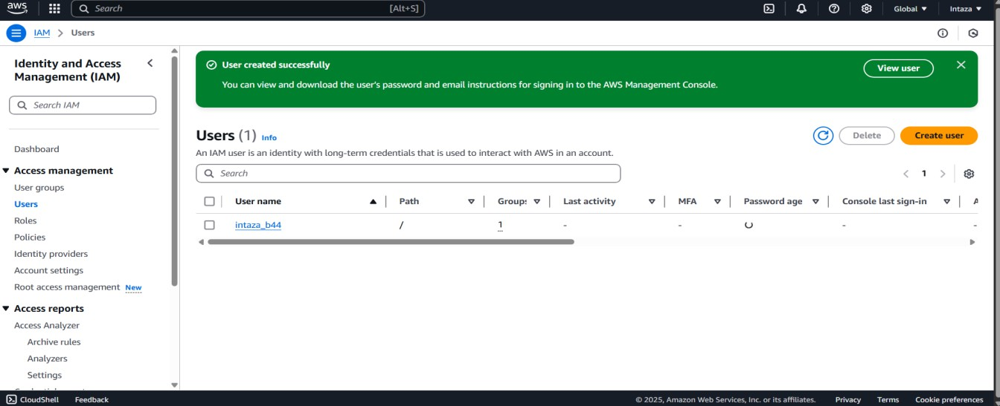 aws Search [Alt+S] Global Intaza
IAM > Users
Identity and Access
Management (IAM)
Search IAM
Dashboard
Access management
User groups
Users
Roles
Policies
Identity providers
Account settings
Root access management New
Access reports
Access Analyzer
Archive rules
Analyzers
Settings
User created successfully
View user
You can view and download the user's password and email instructions for signing in to the AWS Management Console.
Users (1) Info
Delete
Create user
An IAM user is an identity with long-term credentials that is used to interact with AWS in an account.
Search
1
User name Path Group: Last activity MFA Password age Console last sign-in A
intaza_b44 / 1 - - - -
CloudShell Feedback © 2025, Amazon Web Services, Inc. or its affiliates. Privacy Terms Cookie preferences